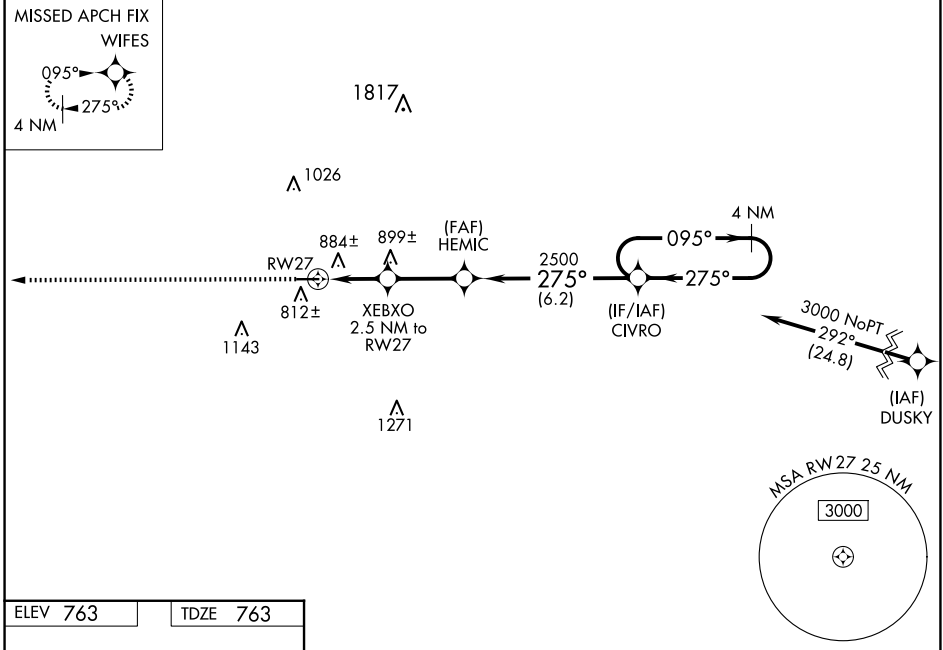 MISSED APCH FIX
WIFES
095°
275°
4 NM
1817
1026
4 NM
(FAF)
HEMIC
884±
899±
095°
RW27
2500
275°
(6.2)
275°
812±
XEBXO
2.5 NM to
RW27
(IF/IAF)
CIVRO
3000 NoPT
292°
(24.8)
1143
(IAF)
DUSKY
1271
MSA RW27 25 NM
3000
ELEV 763
TDZE 763